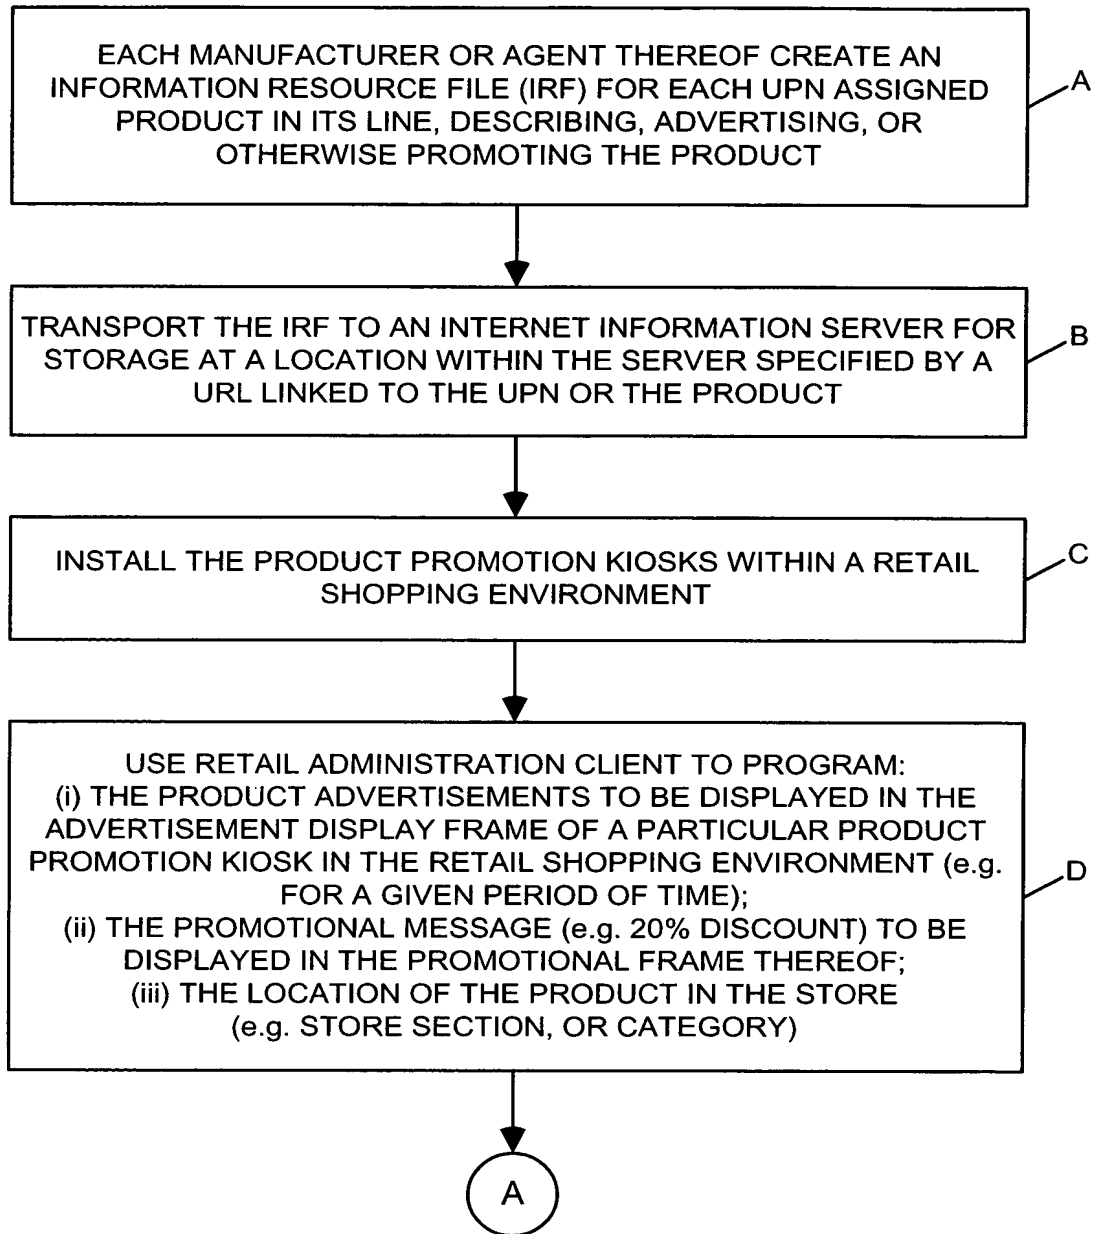 EACH MANUFACTURER OR AGENT THEREOF CREATE AN
INFORMATION RESOURCE FILE (IRF) FOR EACH UPN ASSIGNED
PRODUCT IN ITS LINE, DESCRIBING, ADVERTISING, OR
OTHERWISE PROMOTING THE PRODUCT
A
TRANSPORT THE IRF TO AN INTERNET INFORMATION SERVER FOR
STORAGE AT A LOCATION WITHIN THE SERVER SPECIFIED BY A
URL LINKED TO THE UPN OR THE PRODUCT
B
INSTALL THE PRODUCT PROMOTION KIOSKS WITHIN A RETAIL
SHOPPING ENVIRONMENT
C
USE RETAIL ADMINISTRATION CLIENT TO PROGRAM:
(i) THE PRODUCT ADVERTISEMENTS TO BE DISPLAYED IN THE
ADVERTISEMENT DISPLAY FRAME OF A PARTICULAR PRODUCT
PROMOTION KIOSK IN THE RETAIL SHOPPING ENVIRONMENT (e.g.
FOR A GIVEN PERIOD OF TIME);
(ii) THE PROMOTIONAL MESSAGE (e.g. 20% DISCOUNT) TO BE
DISPLAYED IN THE PROMOTIONAL FRAME THEREOF;
(iii) THE LOCATION OF THE PRODUCT IN THE STORE
(e.g. STORE SECTION, OR CATEGORY)
D
A